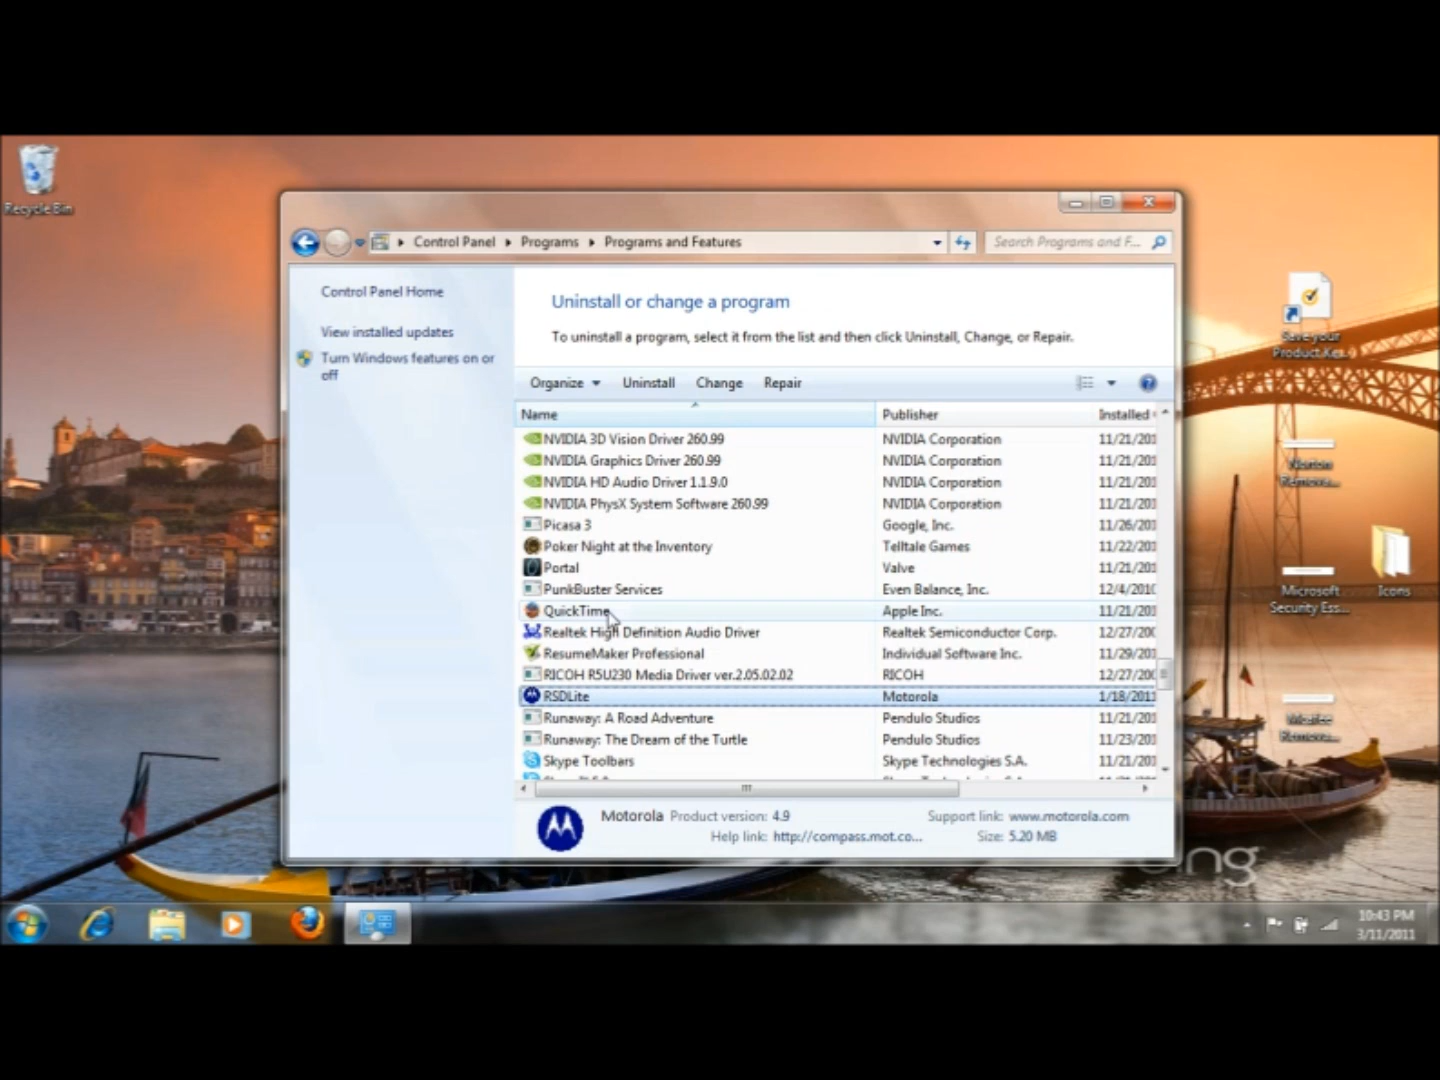 Recycle Bin
Control Panel
Programs
Programs and Features
Search Programs and F...
Control Panel Home
View installed updates
Turn Windows features on or
off
Uninstall or change a program
To uninstall a program, select it from the list and then click Uninstall, Change, or Repair.
Organize Uninstall Change Repair
Name Publisher Installed
NVIDIA 3D Vision Driver 260.99 NVIDIA Corporation 11/21/201
NVIDIA Graphics Driver 260.99 NVIDIA Corporation 11/21/201
NVIDIA HD Audio Driver 1.1.9.0 NVIDIA Corporation 11/21/201
NVIDIA PhysX System Software 260.99 NVIDIA Corporation 11/21/201
Picasa 3 Google, Inc. 11/26/201
Poker Night at the Inventory Telltale Games 11/22/201
Portal Valve 11/21/201
PunkBuster Services Even Balance, Inc. 12/4/2010
QuickTime Apple Inc. 11/21/201
Realtek High Definition Audio Driver Realtek Semiconductor Corp. 12/27/200
ResumeMaker Professional Individual Software Inc. 11/29/201
RICOH R5U230 Media Driver ver.2.05.02.02 RICOH 12/27/200
RSDLite Motorola 1/18/2011
Runaway: A Road Adventure Pendulo Studios 11/21/201
Runaway: The Dream of the Turtle Pendulo Studios 11/23/201
Skype Toolbars Skype Technologies S.A. 11/21/201
Motorola Product version: 4.9 Support link: www.motorola.com
Help link: http://compass.mot.co... Size: 5.20 MB
Save your
Product Key...
Norton
Remova...
Microsoft
Security Ess...
Icons
McAfee
Remova...
ng
10:43 PM
3/11/2011